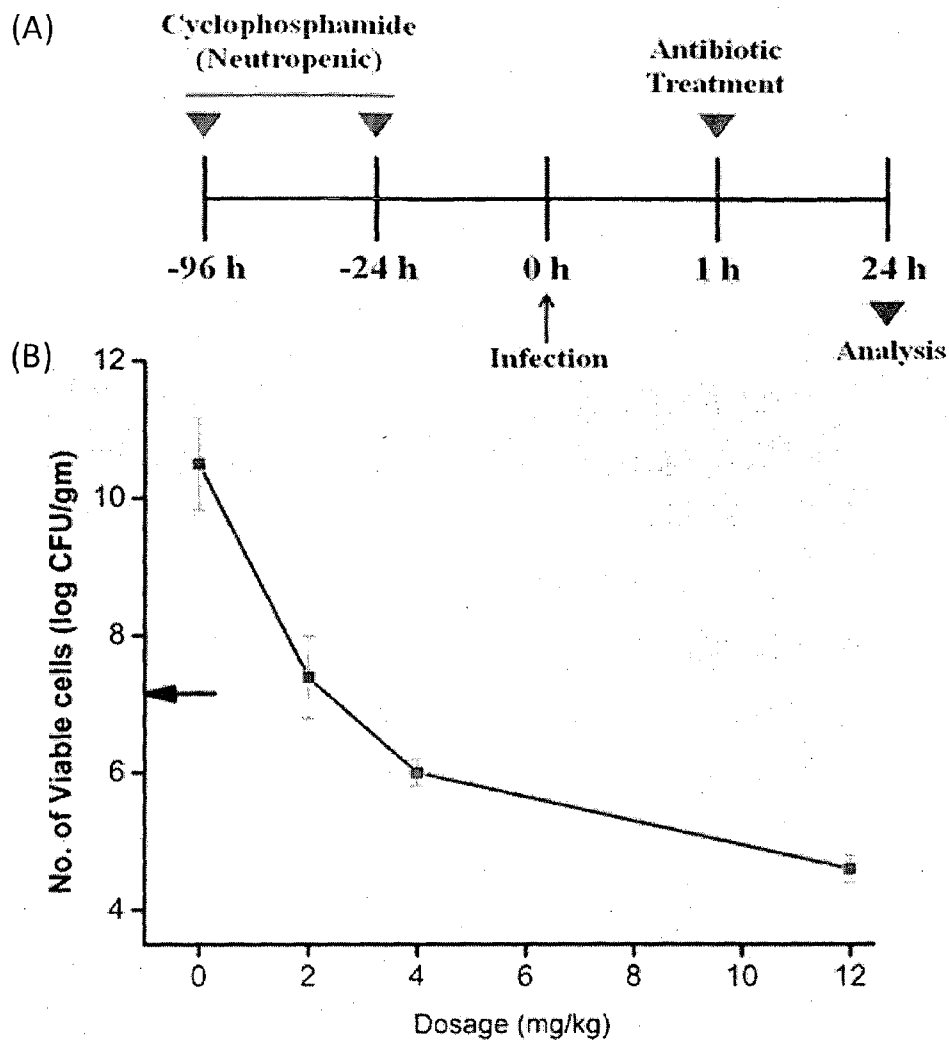 (A)
Cyclophosphamide
(Neutropenic)
Antibiotic
Treatment
-96 h
-24 h
0 h
1 h
24 h
Infection
Analysis
(B)
12
10
8
6
4
No. of Viable cells (log CFU/gm)
0
2
4
6
8
10
12
Dosage (mg/kg)